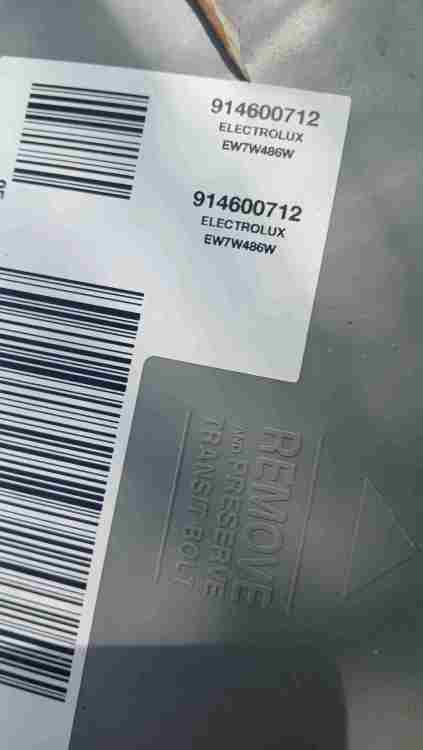 914600712
ELECTROLUX
EW7W486W
914600712
ELECTROLUX
EW7W486W
REMOVE
AND PRESERVE
TRANSIT BOLT